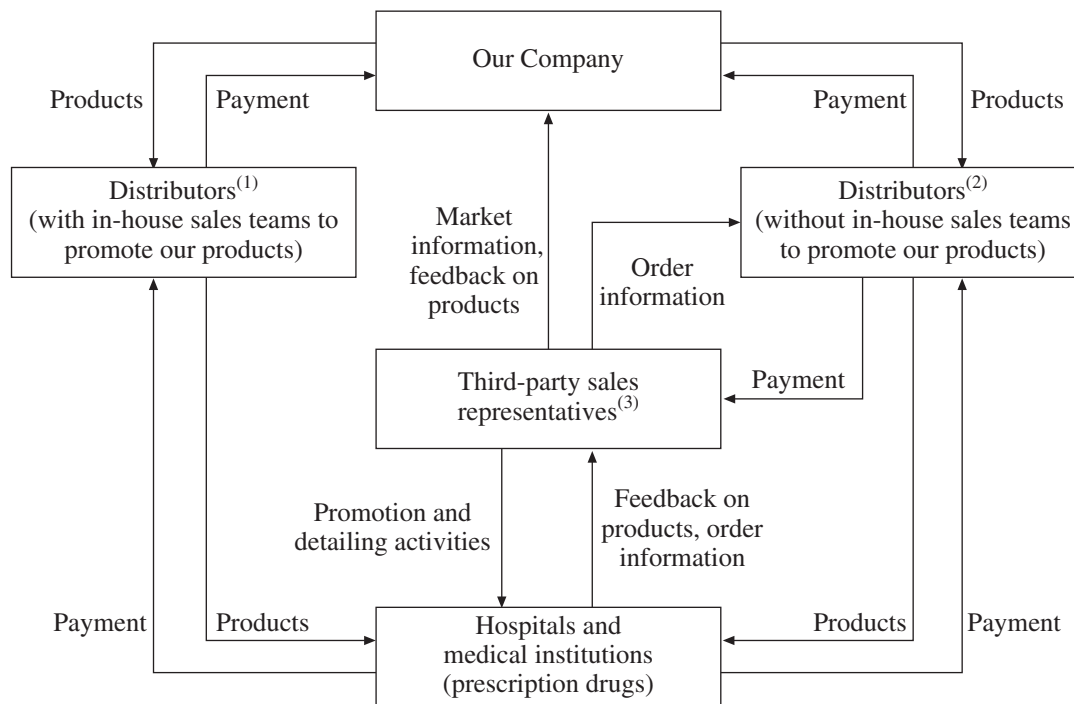 Our Company
Products
Payment
Payment
Products
Distributors(1)
(with in-house sales teams to
promote our products)
Distributors(2)
(without in-house sales teams
to promote our products)
Market
information,
feedback on
products
Order
information
Third-party sales
representatives(3)
Payment
Promotion and
detailing activities
Feedback on
products, order
information
Payment
Products
Hospitals and
medical institutions
(prescription drugs)
Products
Payment